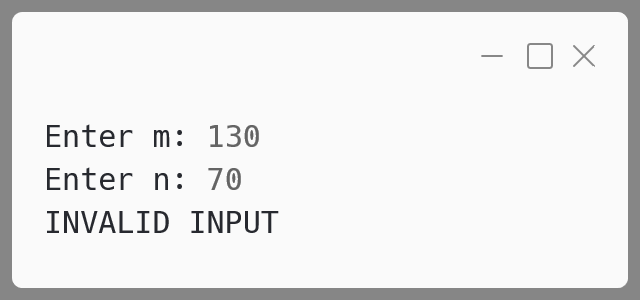 Enter m: 130
Enter n: 70
INVALID INPUT